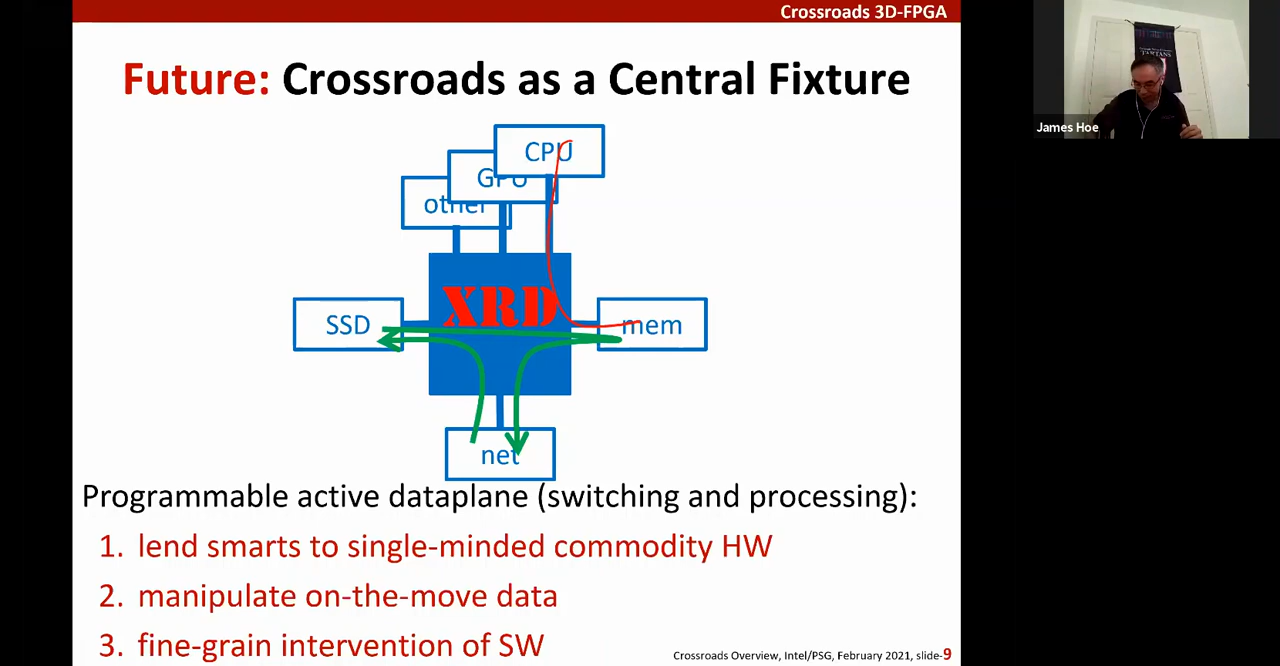 Crossroads 3D-FPGA
Future: Crossroads as a Central Fixture
CPU
GPU
other
XRD
SSD
mem
net
Programmable active dataplane (switching and processing):
1. lend smarts to single-minded commodity HW
2. manipulate on-the-move data
3. fine-grain intervention of SW
Crossroads Overview, Intel/PSG, February 2021, slide-9
TARTANS
James Hoe